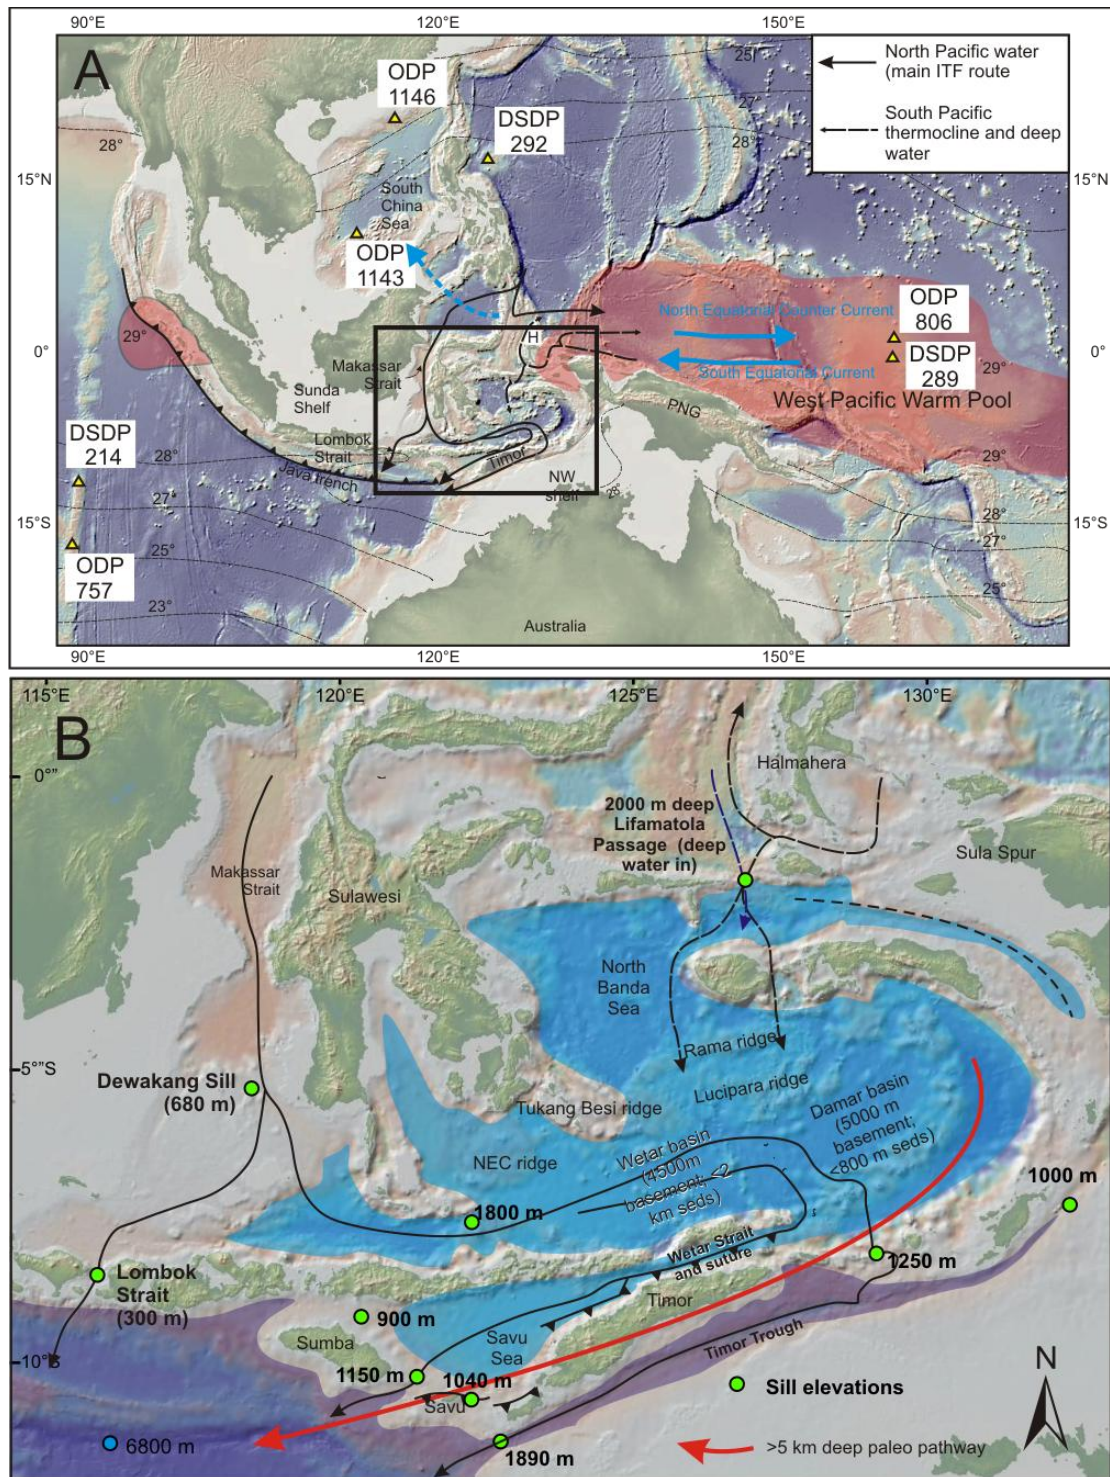 90°E
120°E
150°E
A
North Pacific water
(main ITF route
South Pacific
thermocline and deep
water
ODP
1146
DSDP
292
25°
27°
28°
28°
15°N
15°N
South
China
Sea
ODP
1143
29°
North Equatorial Counter Current
ODP
806
H
0°
0°
Makassar
Strait
DSDP
289
29°
South Equatorial Current
Sunda
Shelf
PNG
West Pacific Warm Pool
DSDP
214
Lombok
Strait
28°
Timor
29°
Java trench
NW
shelf
28°
27°
28°
15°S
15°S
27°
25°
ODP
757
25°
23°
Australia
90°E
120°E
150°E
115°E
120°E
125°E
130°E
B
0°"
Halmahera
2000 m deep
Lifamatola
Passage (deep
water in)
Sula Spur
Makassar
Strait
Sulawesi
North
Banda
Sea
Rama ridge
5°"S
Dewakang Sill
(680 m)
Lucipara ridge
Tukang Besi ridge
Damar basin
(5000 m
basement;
<800 m seds)
NEC ridge
Wetar basin
(4500m
basement; <2
km seds)
1000 m
1800 m
Wetar Strait
and suture
1250 m
Lombok
Strait
(300 m)
Timor
900 m
Sumba
Savu
Sea
Timor Trough
10°S
1150 m
1040 m
N
Savu
Sill elevations
6800 m
1890 m
>5 km deep paleo pathway